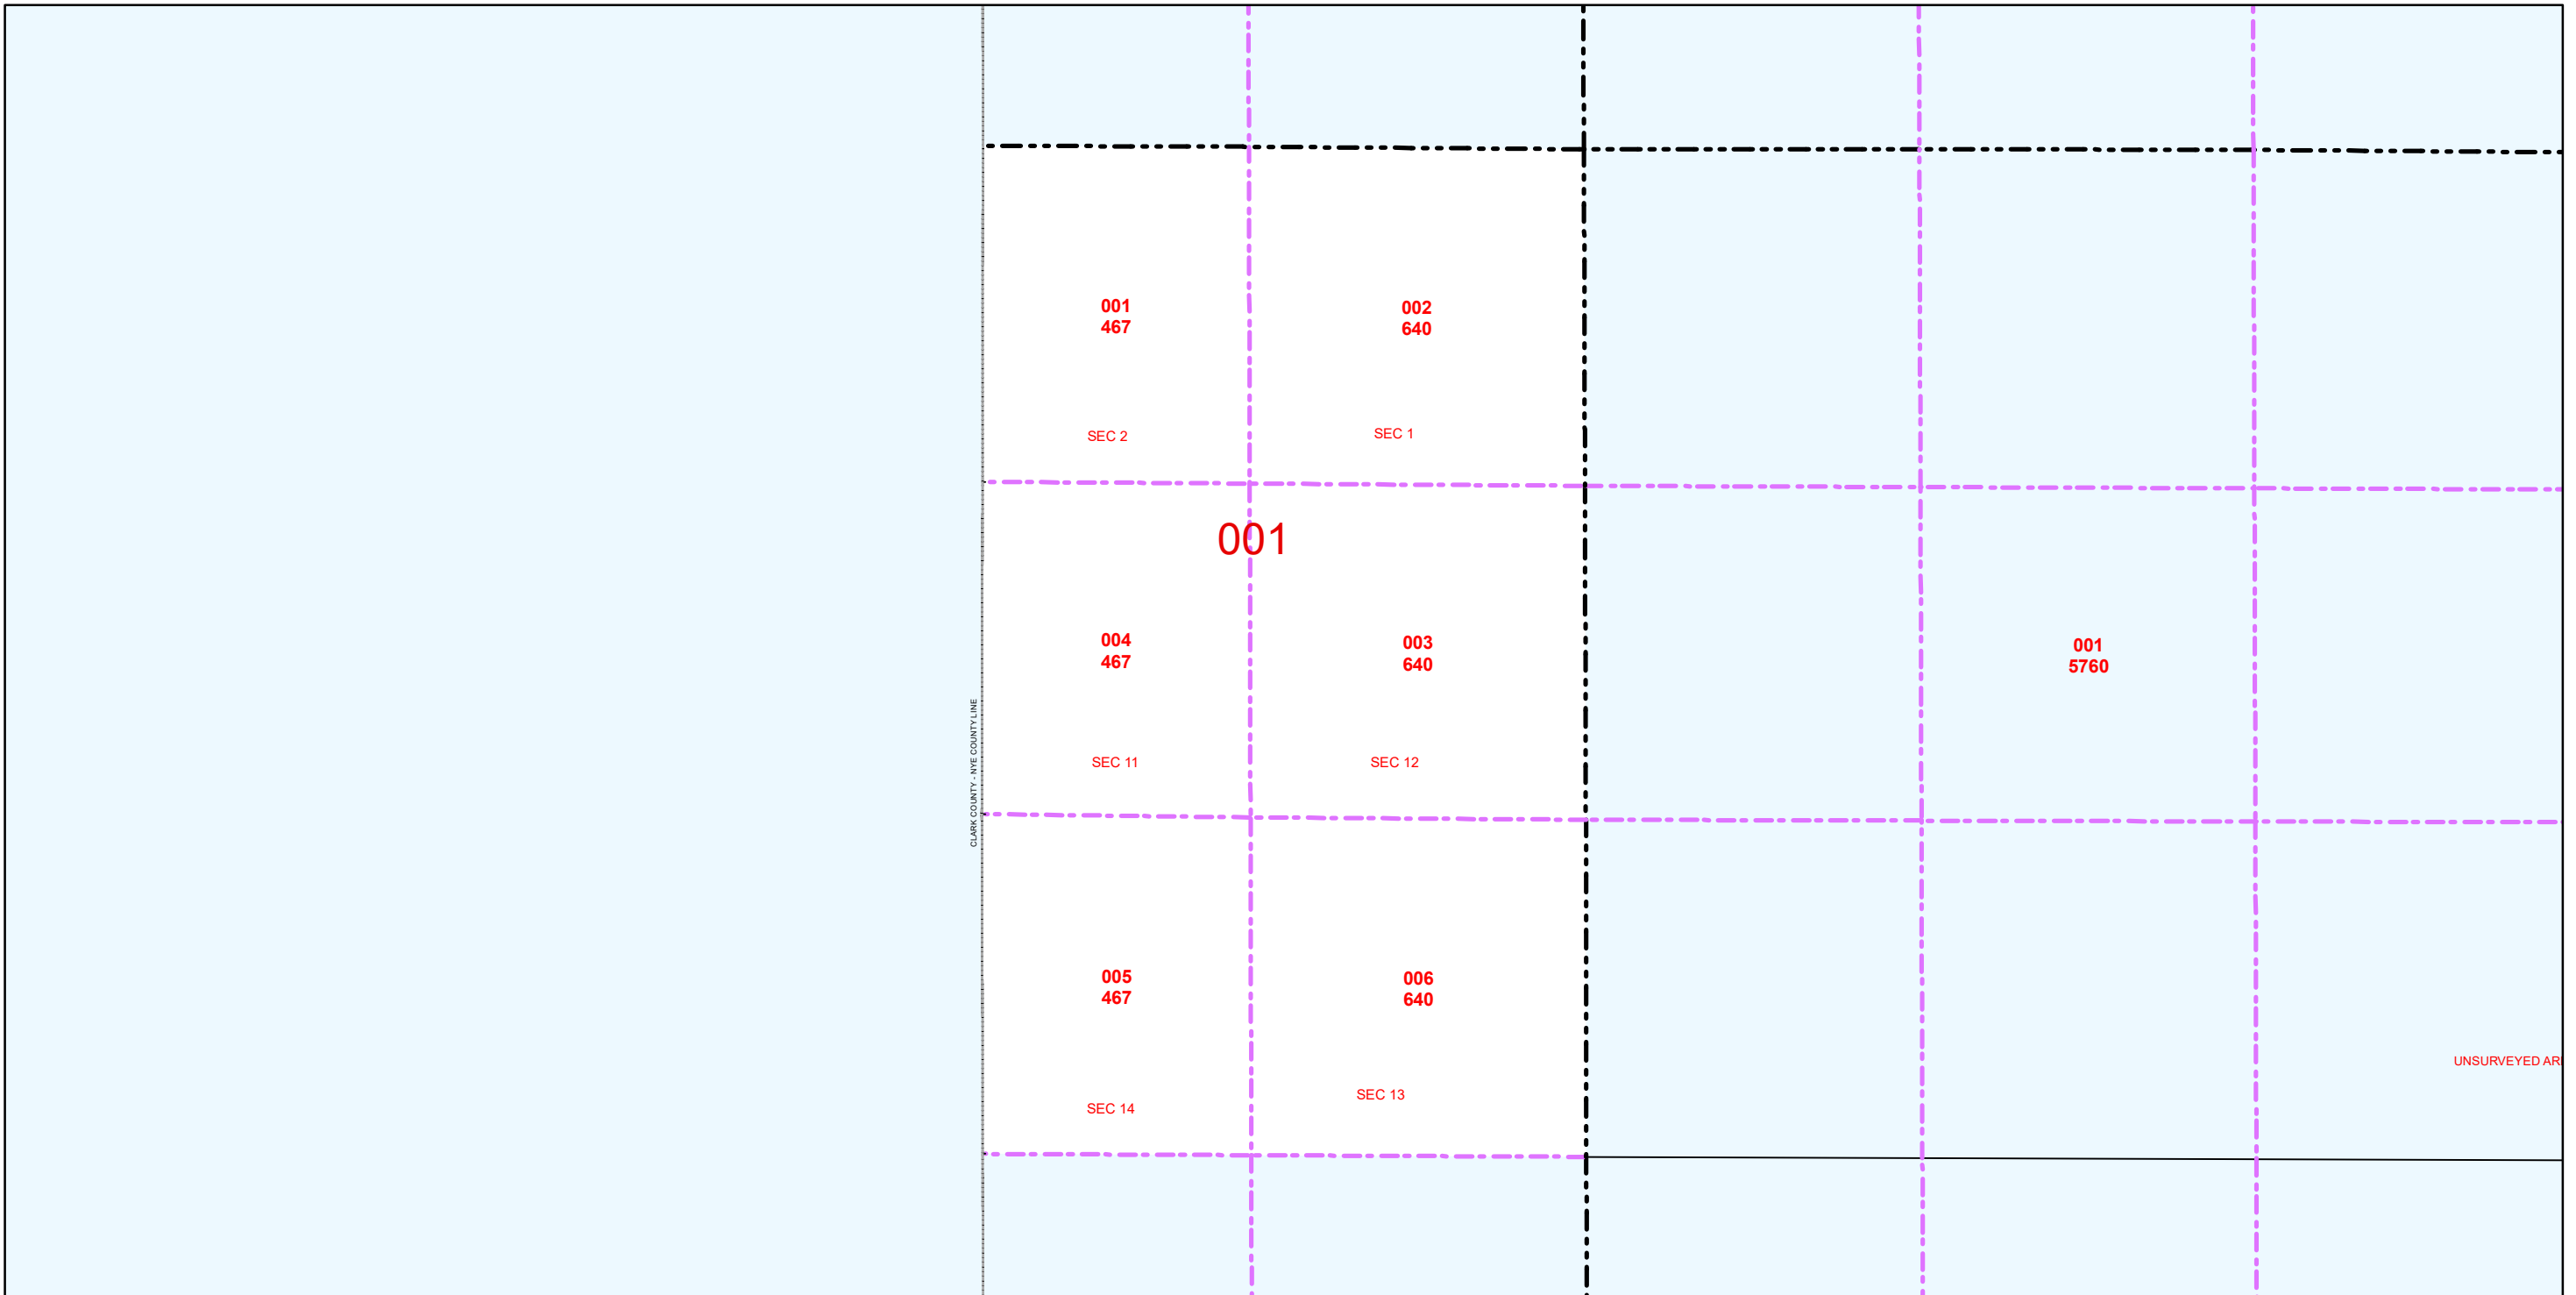 001
467
002
640
SEC 2
SEC 1
001
004
467
003
640
001
5760
CLARK COUNTY - NYE COUNTY LINE
SEC 11
SEC 12
005
467
006
640
UNSURVEYED AR
SEC 14
SEC 13